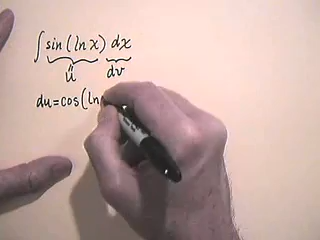 ∫ sin (ln x) dx
u dv
du = cos(ln